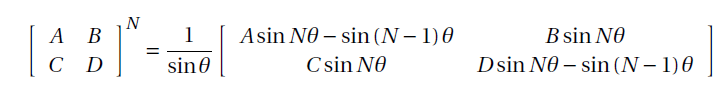 [ A B ]^N = 1/sin θ [ A sin Nθ – sin (N – 1) θ B sin Nθ ]
[ C D ] [ C sin Nθ D sin Nθ – sin (N – 1) θ ]